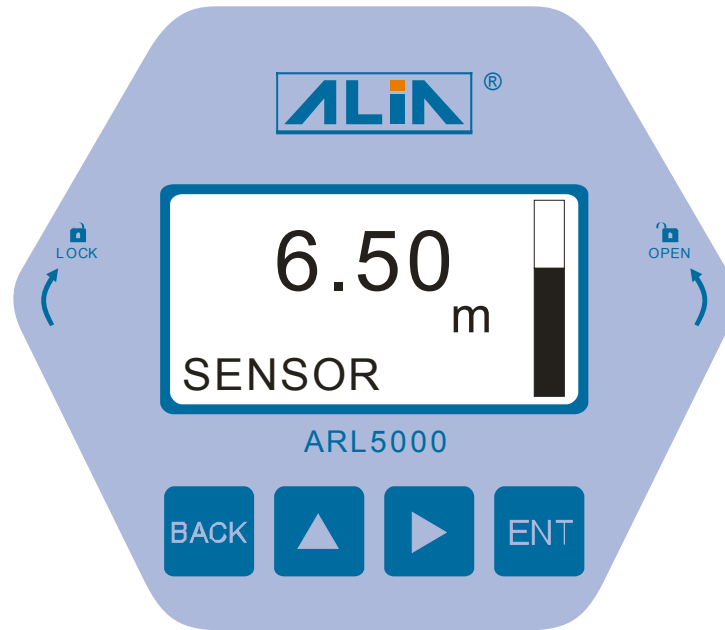 ALiA ®
LOCK
OPEN
6.50
m
SENSOR
ARL5000
BACK
ENT